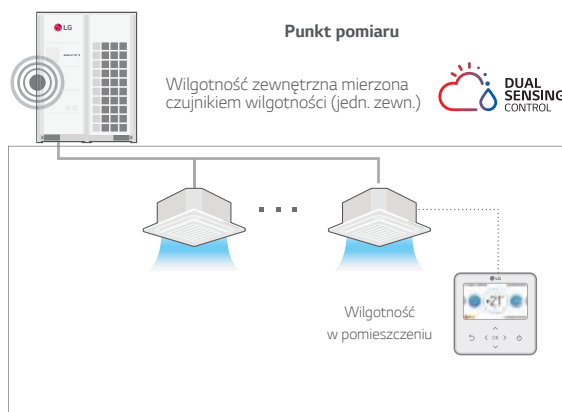 LG
Punkt pomiaru
Wilgotność zewnętrzna mierzona
czujnikiem wilgotności (jedn. zewn.)
DUAL
SENSING
CONTROL
LG
21°
OK
Wilgotność
w pomieszczeniu